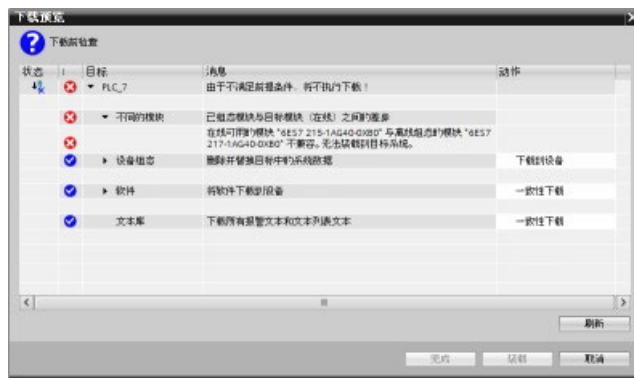 下载预览
下载前检查
状态 ! 目标 消息 动作
PLC_7 由于不满足前提条件，将不执行下载！
不同的模块 已组态模块与目标模块（在线）之间的差异
在线可用的模块 "6ES7 215-1AG40-0XB0" 与离线组态的模块 "6ES7
217-1AG40-0XB0" 不兼容。无法装载到目标系统。
设备组态 删除并替换目标中的系统数据 下载到设备
软件 将软件下载到设备 一致性下载
文本库 下载所有报警文本和文本列表文本 一致性下载
刷新
完成 装载 取消